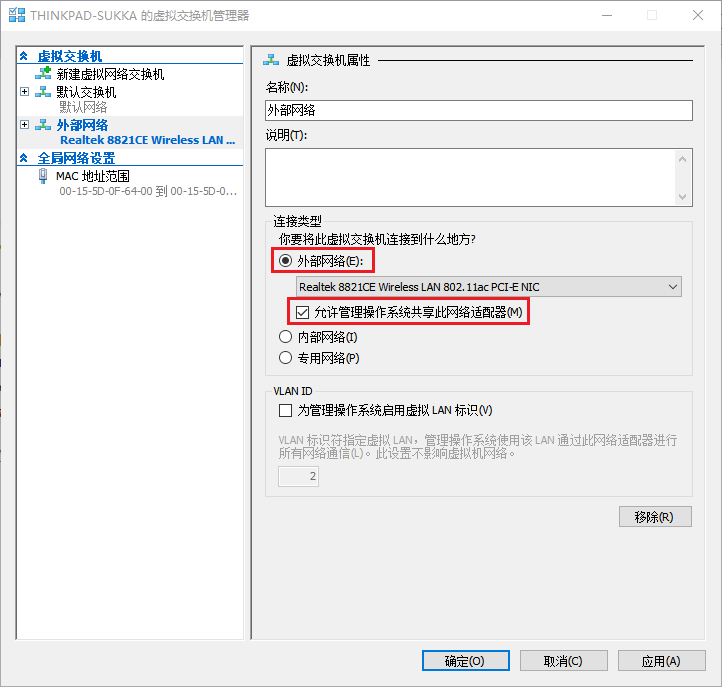 THINKPAD-SUKKA 的虚拟交换机管理器
虚拟交换机
新建虚拟网络交换机
默认交换机
默认网络
外部网络
Realtek 8821CE Wireless LAN ...
全局网络设置
MAC 地址范围
00-15-5D-0F-64-00 到 00-15-5D-0...
虚拟交换机属性
名称(N):
外部网络
说明(T):
连接类型
你要将此虚拟交换机连接到什么地方?
外部网络(E):
Realtek 8821CE Wireless LAN 802.11ac PCI-E NIC
允许管理操作系统共享此网络适配器(M)
内部网络(I)
专用网络(P)
VLAN ID
为管理操作系统启用虚拟 LAN 标识(V)
VLAN 标识符指定虚拟 LAN，管理操作系统使用该 LAN 通过此网络适配器进行
所有网络通信(L)。此设置不影响虚拟机网络。
2
移除(R)
确定(O)
取消(C)
应用(A)